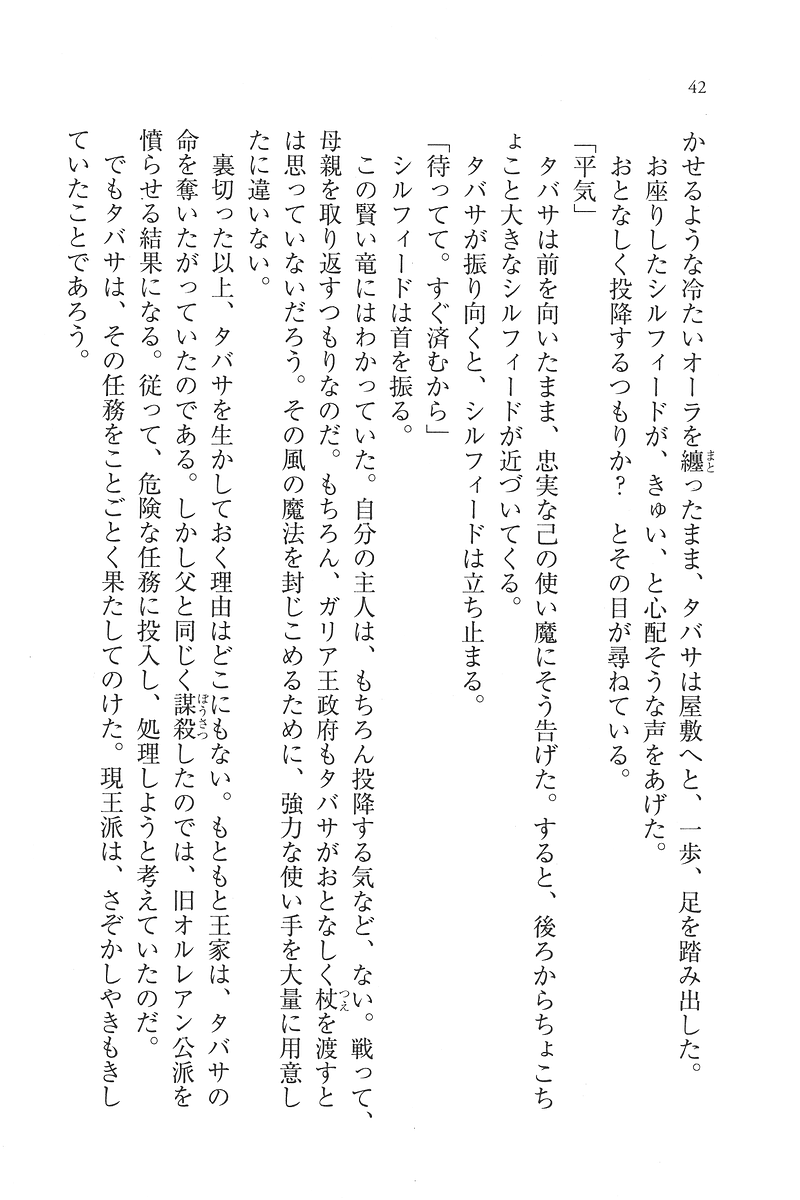 42
かせるような冷たいオーラを纏ったまま、タバサは屋敷へと、一歩、足を踏み出した。
お座りしたシルフィードが、きゅい、と心配そうな声をあげた。
おとなしく投降するつもりか？　とその目が尋ねている。
「平気」
タバサは前を向いたまま、忠実な己の使い魔にそう告げた。すると、後ろからちょこち
ょこと大きなシルフィードが近づいてくる。
タバサが振り向くと、シルフィードは立ち止まる。
「待ってて。すぐ済むから」
シルフィードは首を振る。
この賢い竜にはわかっていた。自分の主人は、もちろん投降する気など、ない。戦って、
母親を取り返すつもりなのだ。もちろん、ガリア王政府もタバサがおとなしく杖を渡すと
は思っていないだろう。その風の魔法を封じこめるために、強力な使い手を大量に用意し
たに違いない。
裏切った以上、タバサを生かしておく理由はどこにもない。もともと王家は、タバサの
命を奪いたがっていたのである。しかし父と同じく謀殺したのでは、旧オルレアン公派を
憤らせる結果になる。従って、危険な任務に投入し、処理しようと考えていたのだ。
でもタバサは、その任務をことごとく果たしてのけた。現王派は、さぞかしやきもきし
ていたことであろう。
まと
つえ
ぼうさつ